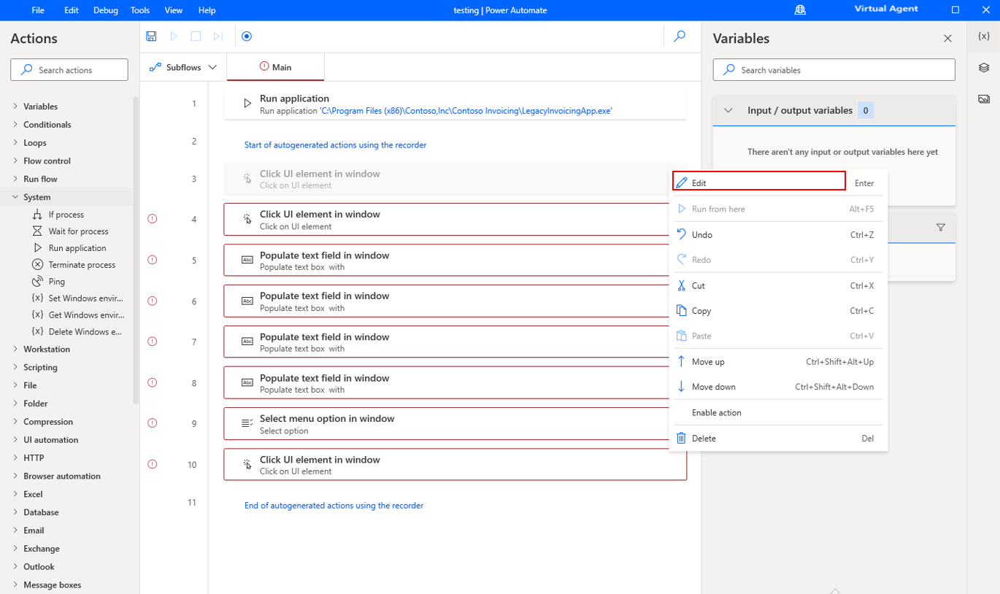 File Edit Debug Tools View Help testing | Power Automate Virtual Agent
Actions
Search actions
Variables
Conditionals
Loops
Flow control
Run flow
System
If process
Wait for process
Run application
Terminate process
Ping
Set Windows envir...
Get Windows envir...
Delete Windows e...
Workstation
Scripting
File
Folder
Compression
UI automation
HTTP
Browser automation
Excel
Database
Email
Exchange
Outlook
Message boxes
Subflows Main
1 Run application
Run application 'C:\Program Files (x86)\Contoso,Inc\Contoso Invoicing\LegacyInvoicingApp.exe'
2 Start of autogenerated actions using the recorder
3 Click UI element in window
Click on UI element
4 Click UI element in window
Click on UI element
5 Abc Populate text field in window
Populate text box with
6 Abc Populate text field in window
Populate text box with
7 Abc Populate text field in window
Populate text box with
8 Abc Populate text field in window
Populate text box with
9 Select menu option in window
Select option
10 Click UI element in window
Click on UI element
11 End of autogenerated actions using the recorder
Edit Enter
Run from here Alt+F5
Undo Ctrl+Z
Redo Ctrl+Y
Cut Ctrl+X
Copy Ctrl+C
Paste Ctrl+V
Move up Ctrl+Shift+Alt+Up
Move down Ctrl+Shift+Alt+Down
Enable action
Delete Del
Variables
Search variables
Input / output variables 0
There aren't any input or output variables here yet
{x}